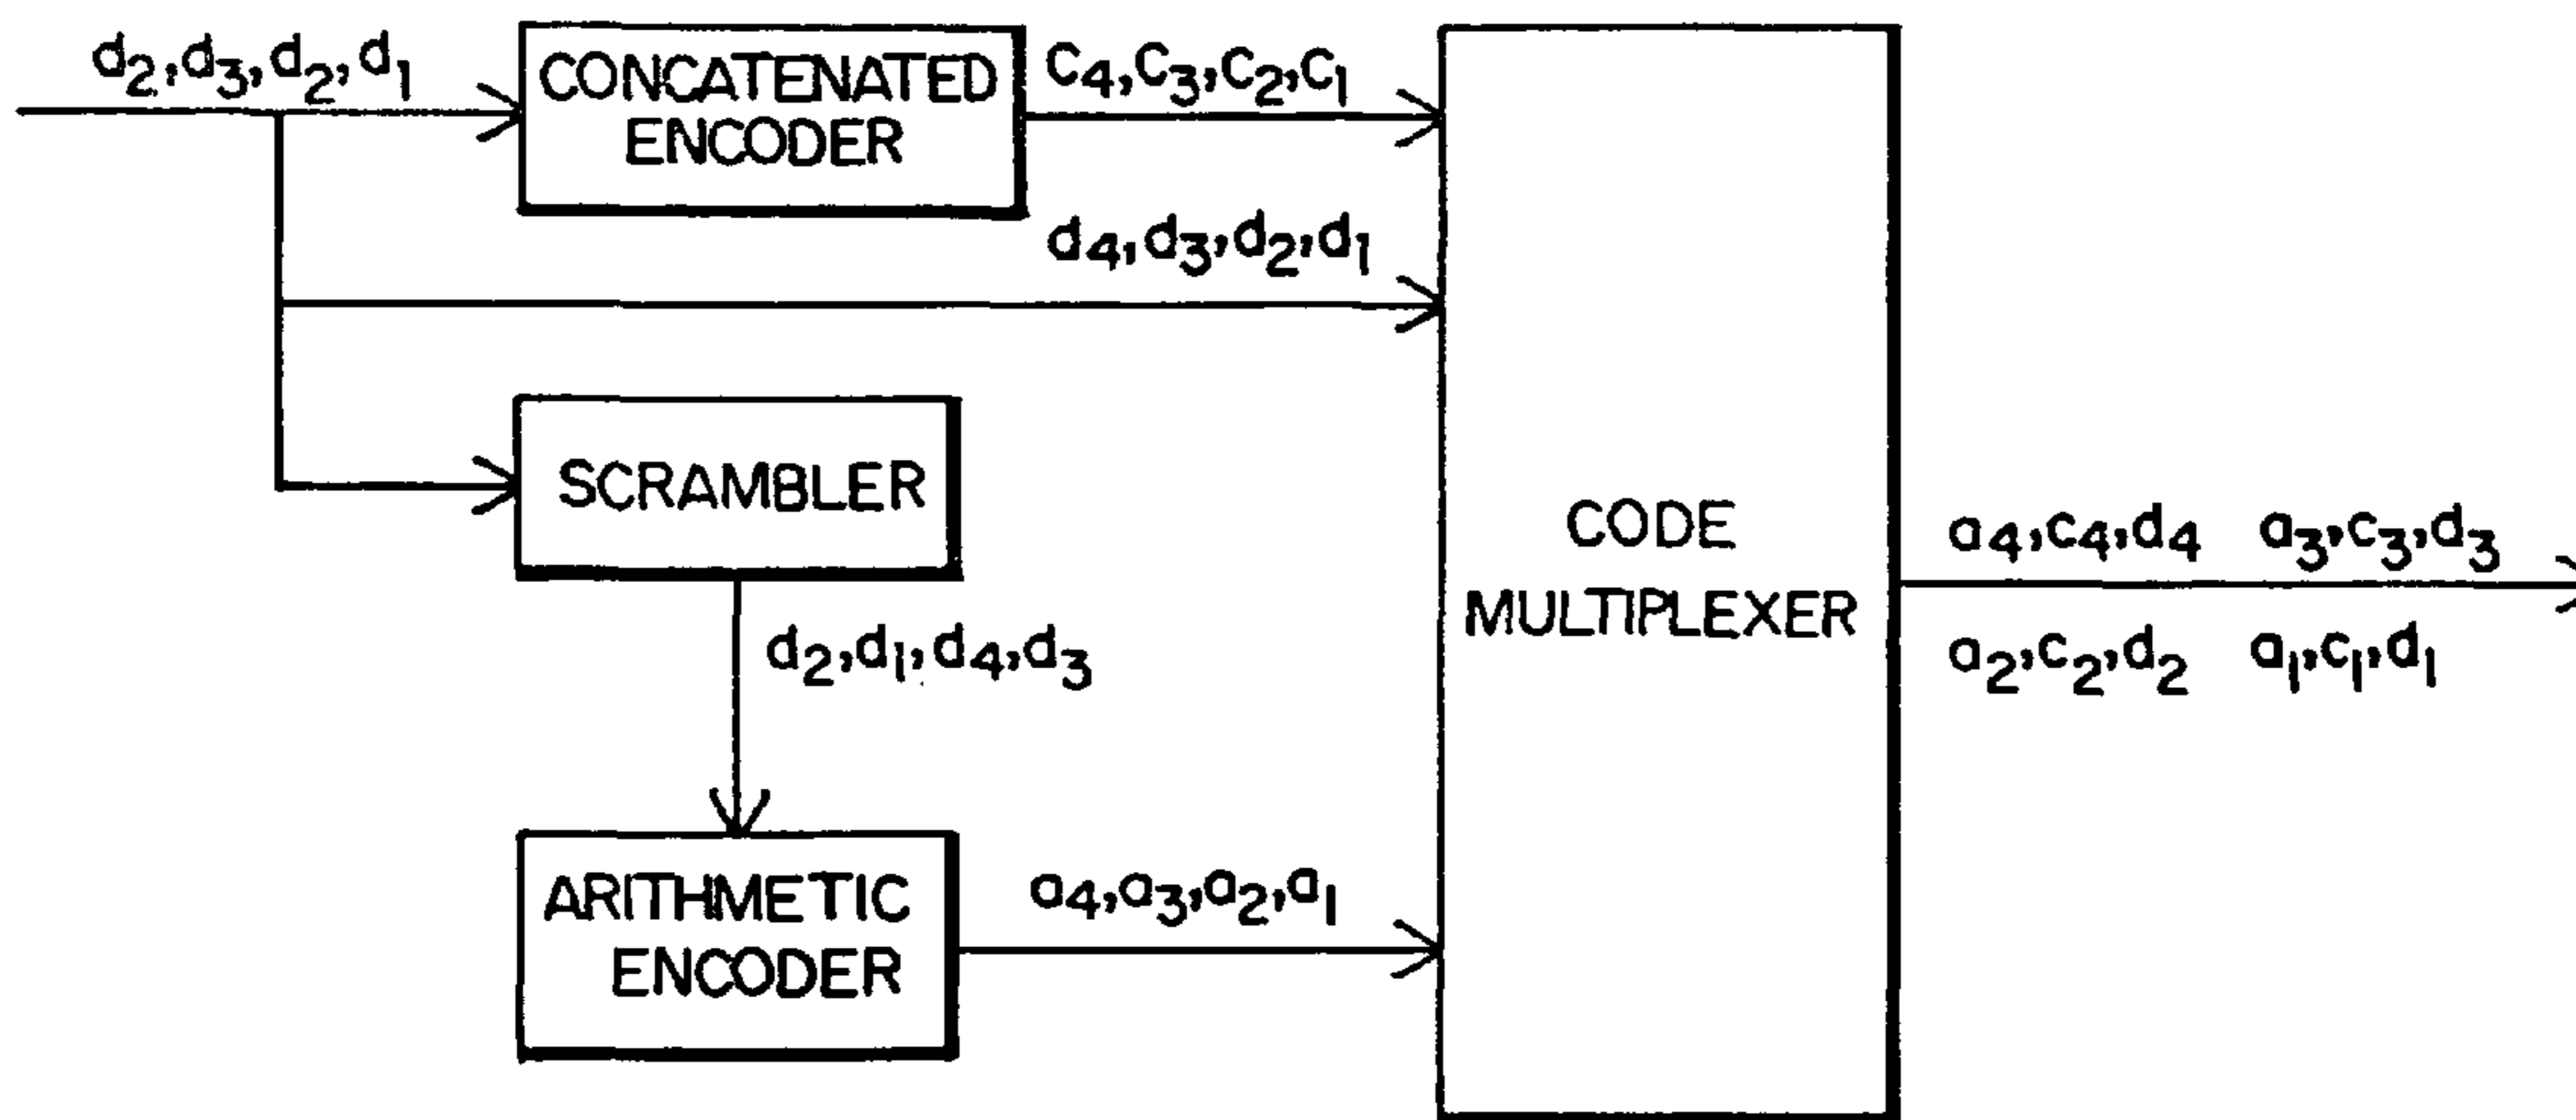 d₂,d₃,d₂,d₁
CONCATENATED
ENCODER
c₄,c₃,c₂,c₁
d₄,d₃,d₂,d₁
SCRAMBLER
d₂,d₁,d₄,d₃
ARITHMETIC
ENCODER
a₄,a₃,a₂,a₁
CODE
MULTIPLEXER
a₄,c₄,d₄ a₃,c₃,d₃
a₂,c₂,d₂ a₁,c₁,d₁